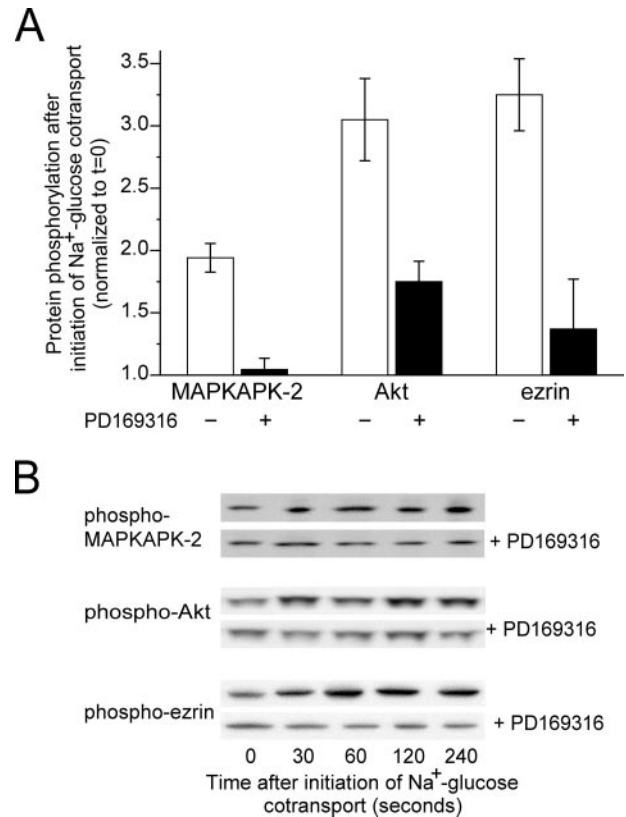 A
Protein phosphorylation after
initiation of Na+-glucose cotransport
(normalized to t=0)
3.5
3.0
2.5
2.0
1.5
1.0
MAPKAPK-2 Akt ezrin
PD169316 – + – + – +
B
phospho-
MAPKAPK-2
+ PD169316
phospho-Akt
+ PD169316
phospho-ezrin
+ PD169316
0 30 60 120 240
Time after initiation of Na+-glucose
cotransport (seconds)